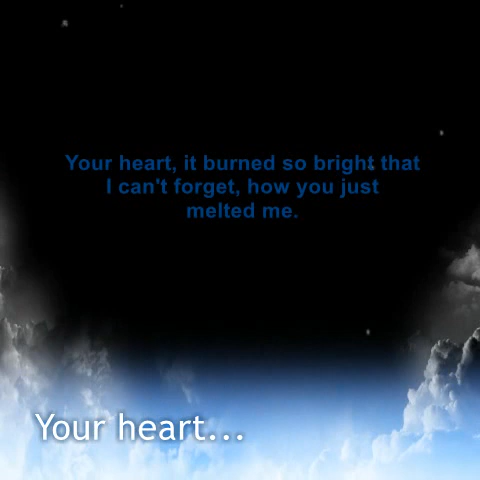 Your heart, it burned so bright that
I can't forget, how you just
melted me.
Your heart...